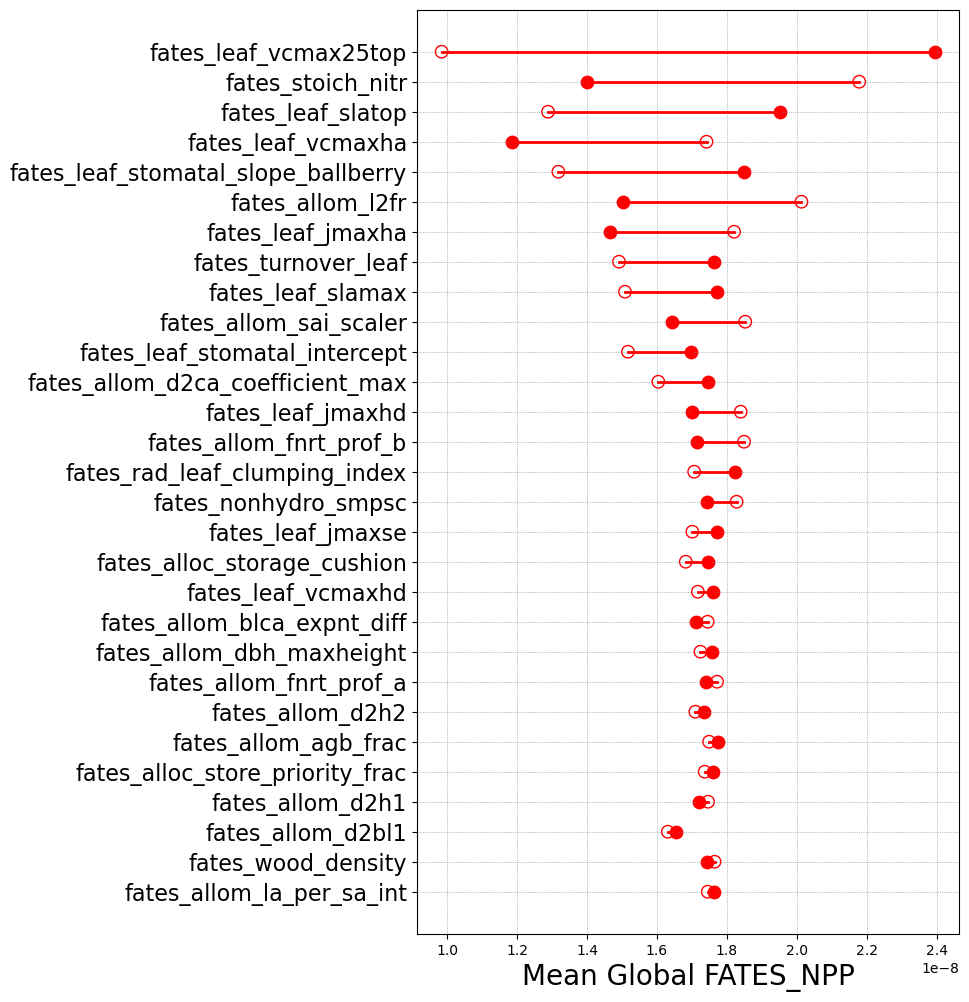 fates_leaf_vcmax25top
fates_stoich_nitr
fates_leaf_slatop
fates_leaf_vcmaxha
fates_leaf_stomatal_slope_ballberry
fates_allom_l2fr
fates_leaf_jmaxha
fates_turnover_leaf
fates_leaf_slamax
fates_allom_sai_scaler
fates_leaf_stomatal_intercept
fates_allom_d2ca_coefficient_max
fates_leaf_jmaxhd
fates_allom_fnrt_prof_b
fates_rad_leaf_clumping_index
fates_nonhydro_smpsc
fates_leaf_jmaxse
fates_alloc_storage_cushion
fates_leaf_vcmaxhd
fates_allom_blca_expnt_diff
fates_allom_dbh_maxheight
fates_allom_fnrt_prof_a
fates_allom_d2h2
fates_allom_agb_frac
fates_alloc_store_priority_frac
fates_allom_d2h1
fates_allom_d2bl1
fates_wood_density
fates_allom_la_per_sa_int
1.0 1.2 1.4 1.6 1.8 2.0 2.2 2.4
1e−8
Mean Global FATES_NPP